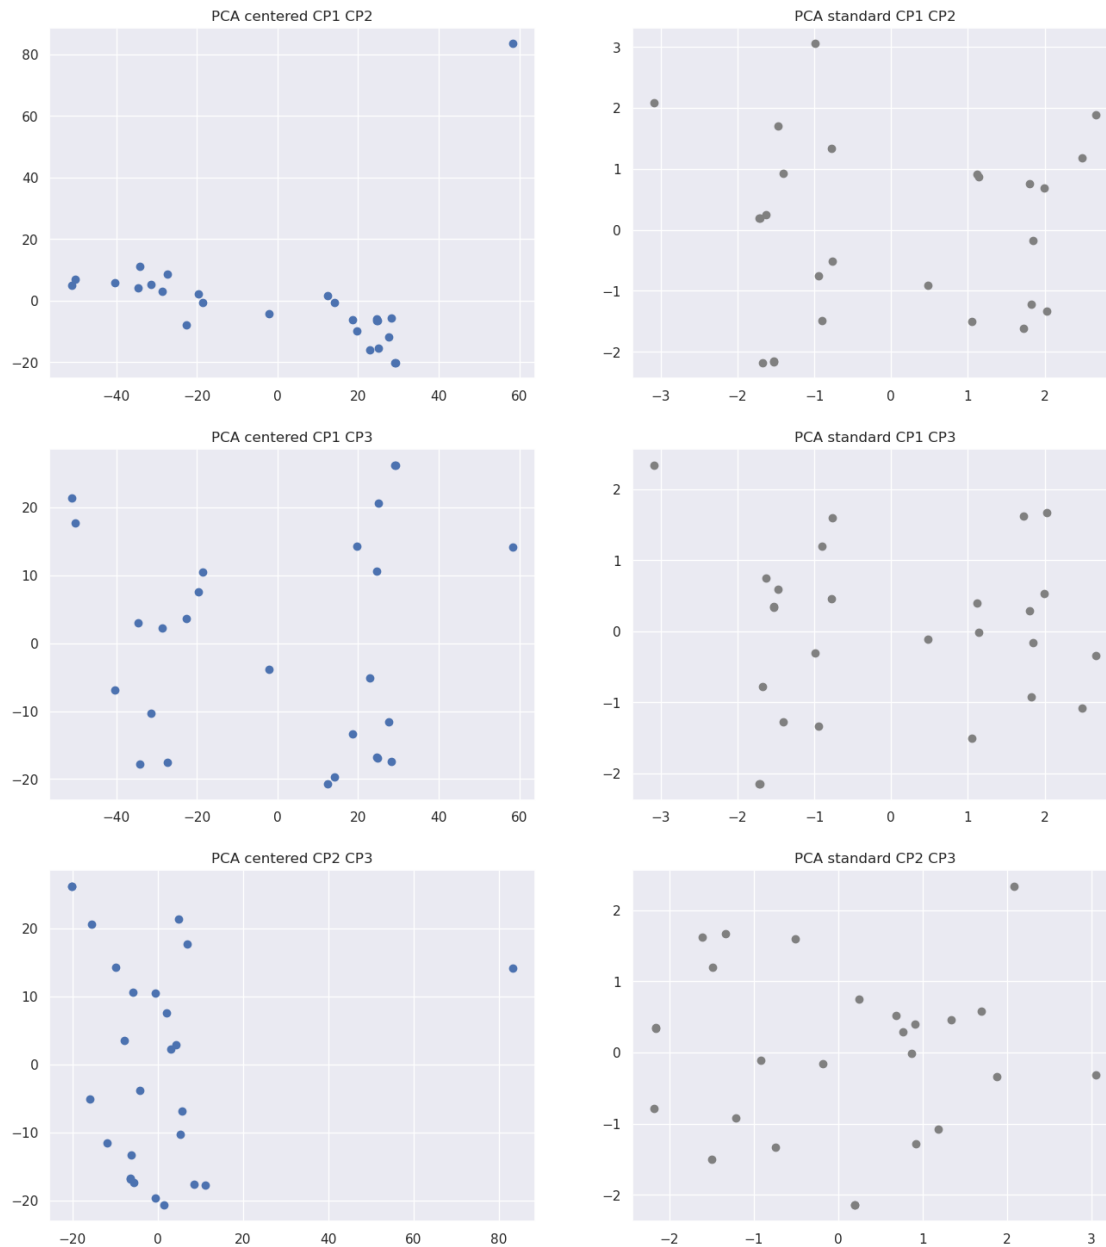 PCA centered CP1 CP2
80
60
40
20
0
−20
−40 −20 0 20 40 60
PCA standard CP1 CP2
3
2
1
0
−1
−2
−3 −2 −1 0 1 2
PCA centered CP1 CP3
20
10
0
−10
−20
−40 −20 0 20 40 60
PCA standard CP1 CP3
2
1
0
−1
−2
−3 −2 −1 0 1 2
PCA centered CP2 CP3
20
10
0
−10
−20
−20 0 20 40 60 80
PCA standard CP2 CP3
2
1
0
−1
−2
−2 −1 0 1 2 3